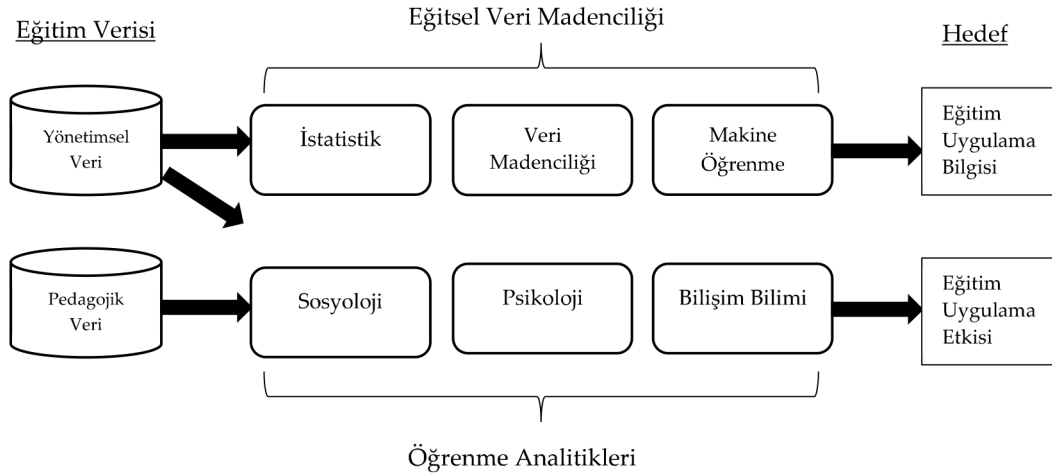 Eğitsel Veri Madenciliği
Eğitim Verisi
Hedef
Yönetimsel
Veri
İstatistik
Veri
Madenciliği
Makine
Öğrenme
Eğitim
Uygulama
Bilgisi
Pedagojik
Veri
Sosyoloji
Psikoloji
Bilişim Bilimi
Eğitim
Uygulama
Etkisi
Öğrenme Analitikleri